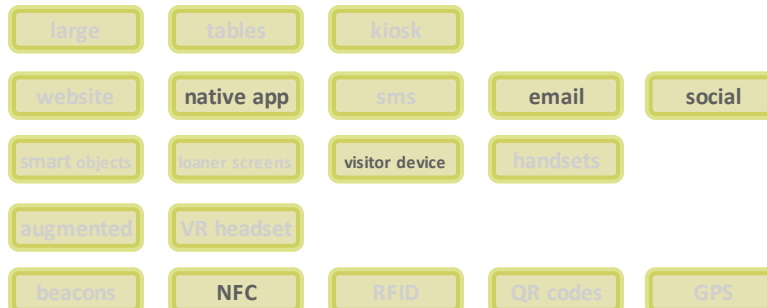 large tables kiosk
website native app sms email social
smart objects loaner screens visitor device handsets
augmented VR headset
beacons NFC RFID QR codes GPS